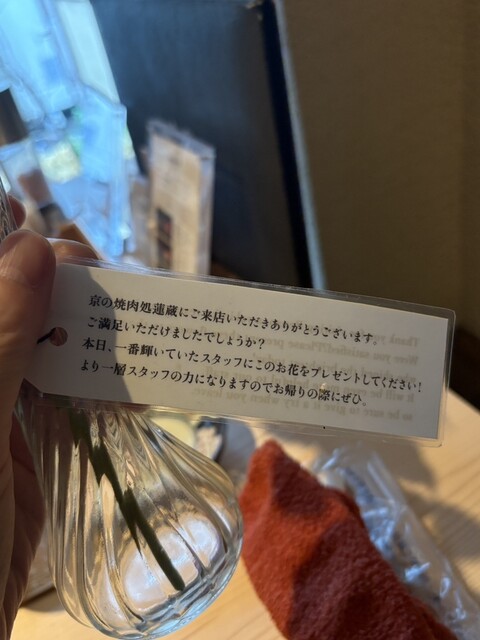 京の焼肉処蓮蔵にご来店いただきありがとうございます。
ご満足いただけましたでしょうか？
本日、一番輝いていたスタッフにこのお花をプレゼントしてください！
より一層スタッフの力になりますのでお帰りの際にぜひ。